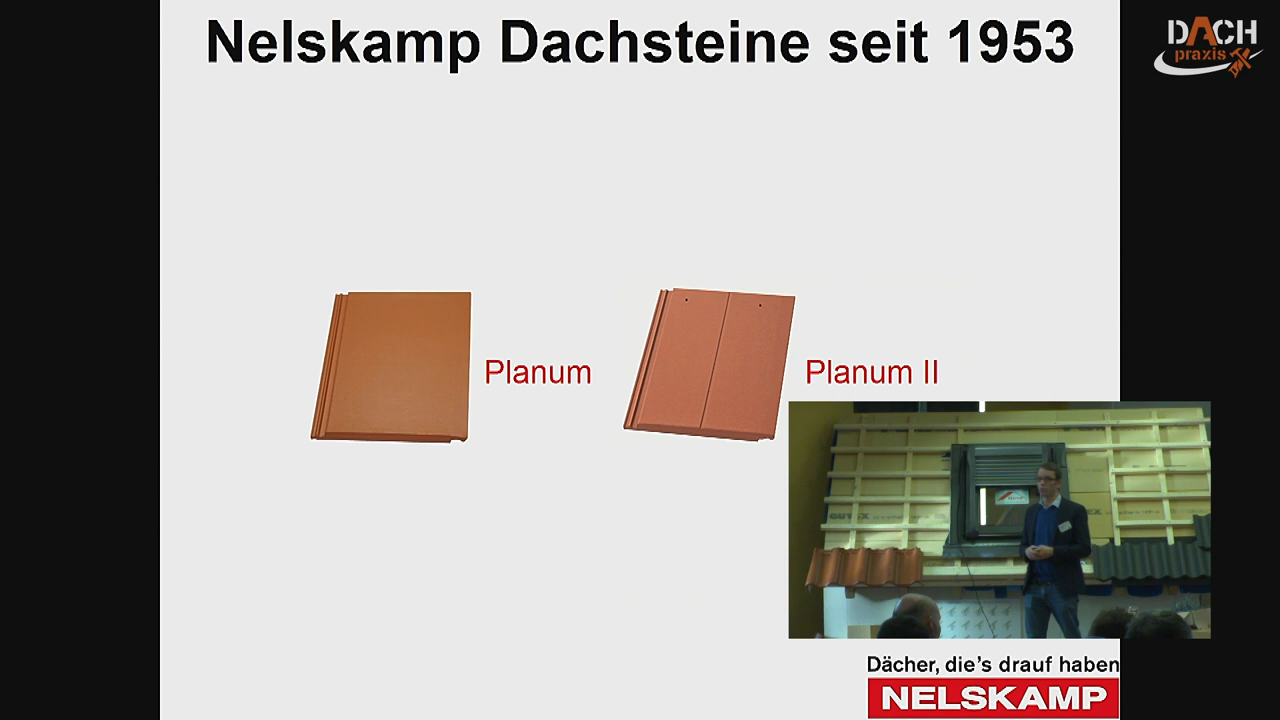 Nelskamp Dachsteine seit 1953
DACH
praxis
Planum
Planum II
Dächer, die's drauf haben
NELSKAMP